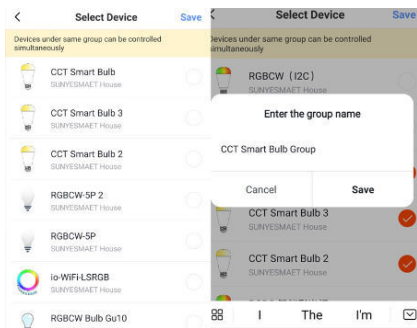 Select Device
Save
Devices under same group can be controlled
simultaneously
CCT Smart Bulb
SUNYESMAET House
CCT Smart Bulb 3
SUNYESMAET House
CCT Smart Bulb 2
SUNYESMAET House
RGBCW-5P 2
SUNYESMAET House
RGBCW-5P
SUNYESMAET House
io-WiFi-LSRGB
SUNYESMAET House
RGBCW Bulb Gu10
Select Device
Save
Devices under same group can be controlled
simultaneously
RGBCW (I2C)
SUNYESMAET House
Enter the group name
CCT Smart Bulb Group
Cancel
Save
CCT Smart Bulb 3
SUNYESMAET House
CCT Smart Bulb 2
SUNYESMAET House
I
The
I'm